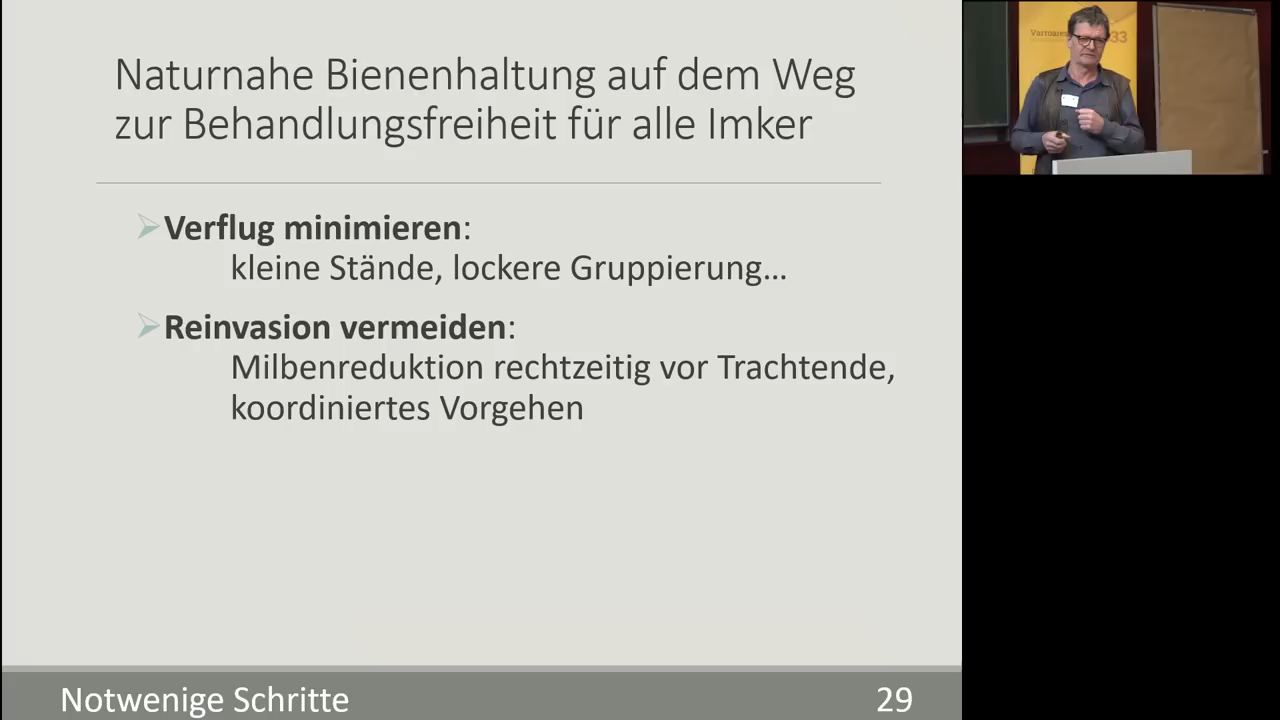 Naturnahe Bienenhaltung auf dem Weg
zur Behandlungsfreiheit für alle Imker
Verflug minimieren:
kleine Stände, lockere Gruppierung…
Reinvasion vermeiden:
Milbenreduktion rechtzeitig vor Trachtende,
koordiniertes Vorgehen
Notwenige Schritte
29
33